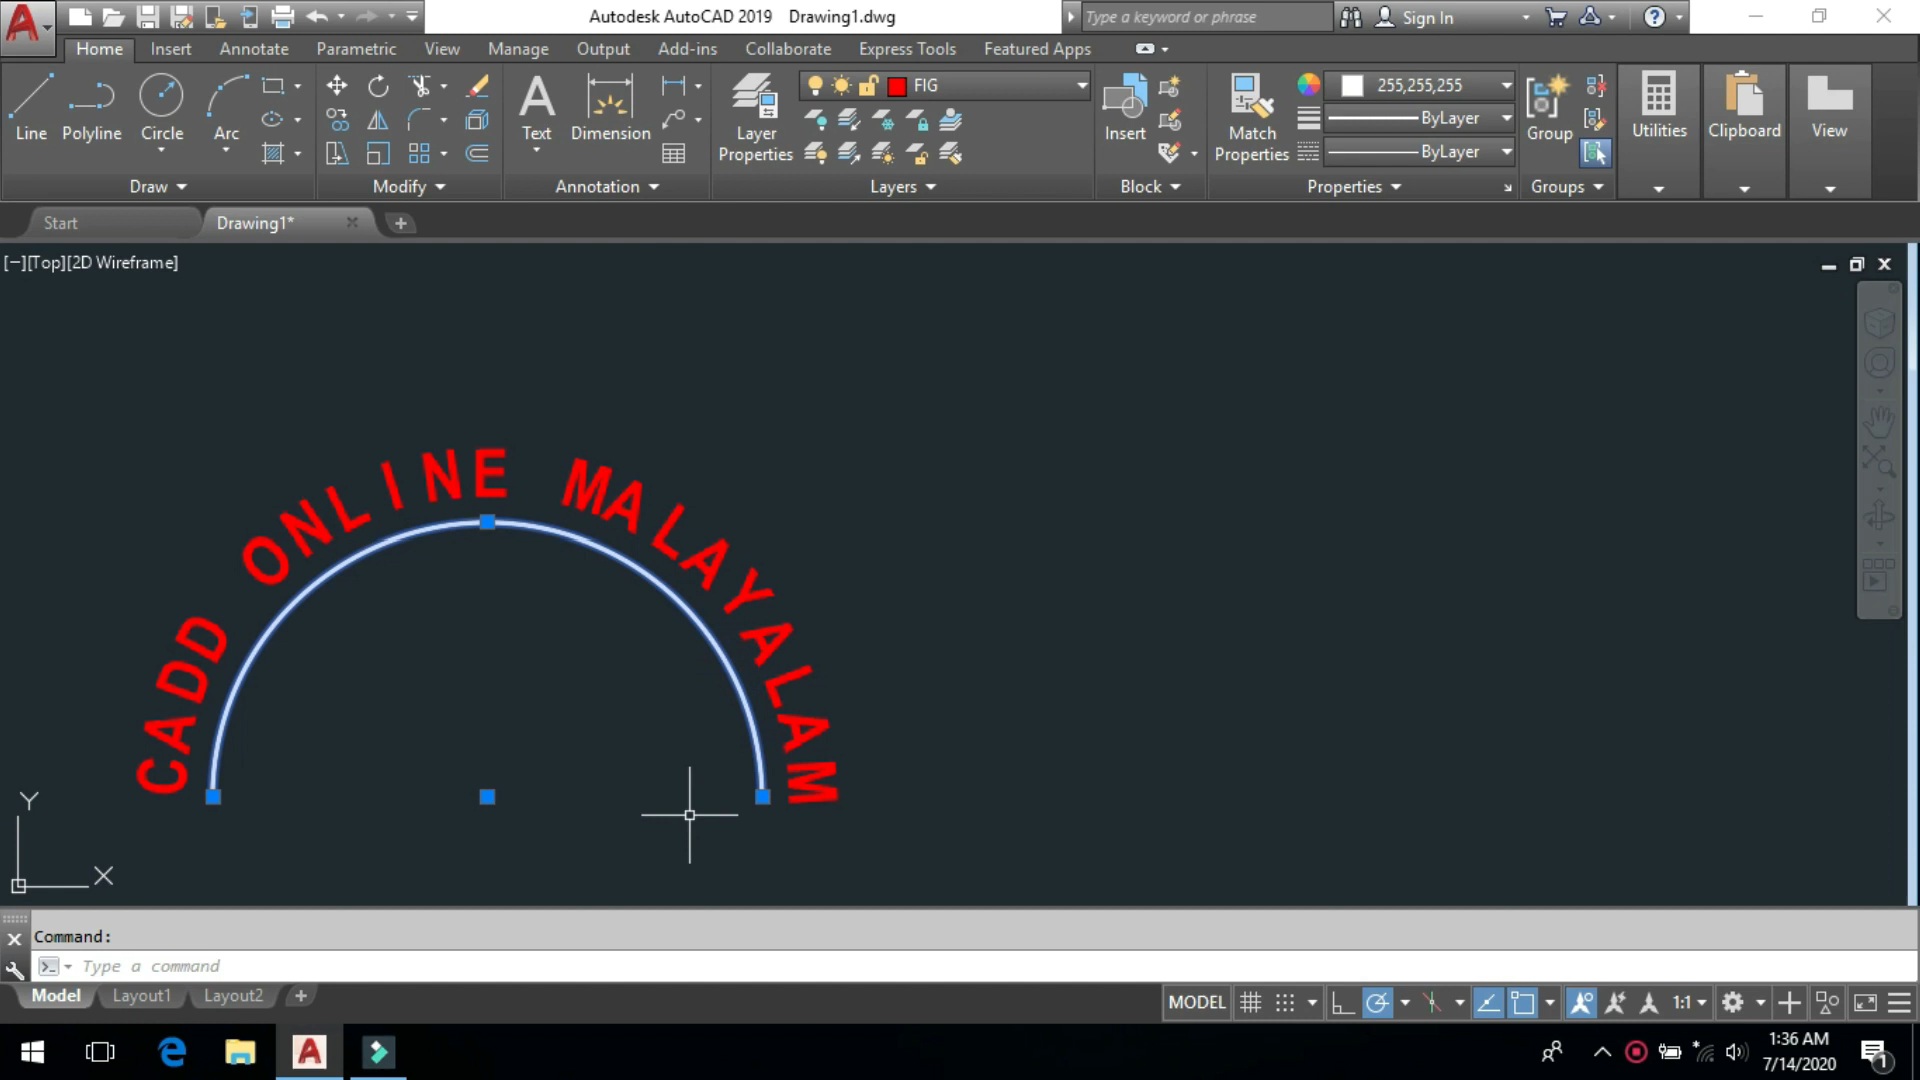 Autodesk AutoCAD 2019 Drawing1.dwg
Type a keyword or phrase
Sign In
Home Insert Annotate Parametric View Manage Output Add-ins Collaborate Express Tools Featured Apps
Line Polyline Circle Arc
Text Dimension
Layer Properties
FIG
Insert
Match Properties
255,255,255
ByLayer
ByLayer
Group
Utilities
Clipboard
View
Draw Modify Annotation Layers Block Properties Groups
Start Drawing1*
[−][Top][2D Wireframe]
CADD ONLINE MALAYALAM
Y
X
Command:
Type a command
Model Layout1 Layout2
MODEL
1:1
1:36 AM
7/14/2020
1